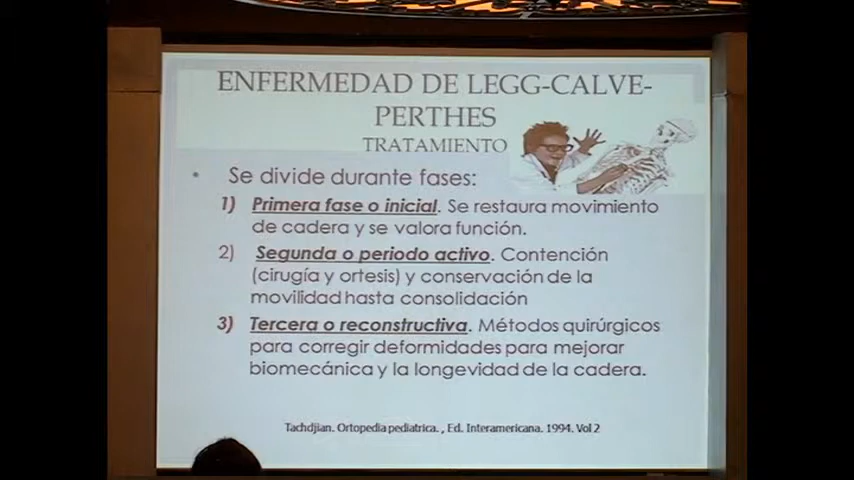 ENFERMEDAD DE LEGG-CALVE-
PERTHES
TRATAMIENTO
• Se divide durante fases:
1) Primera fase o inicial. Se restaura movimiento
de cadera y se valora función.
2) Segunda o periodo activo. Contención
(cirugía y ortesis) y conservación de la
movilidad hasta consolidación
3) Tercera o reconstructiva. Métodos quirúrgicos
para corregir deformidades para mejorar
biomecánica y la longevidad de la cadera.
Tachdjian. Ortopedia pediatrica. , Ed. Interamericana. 1994. Vol 2